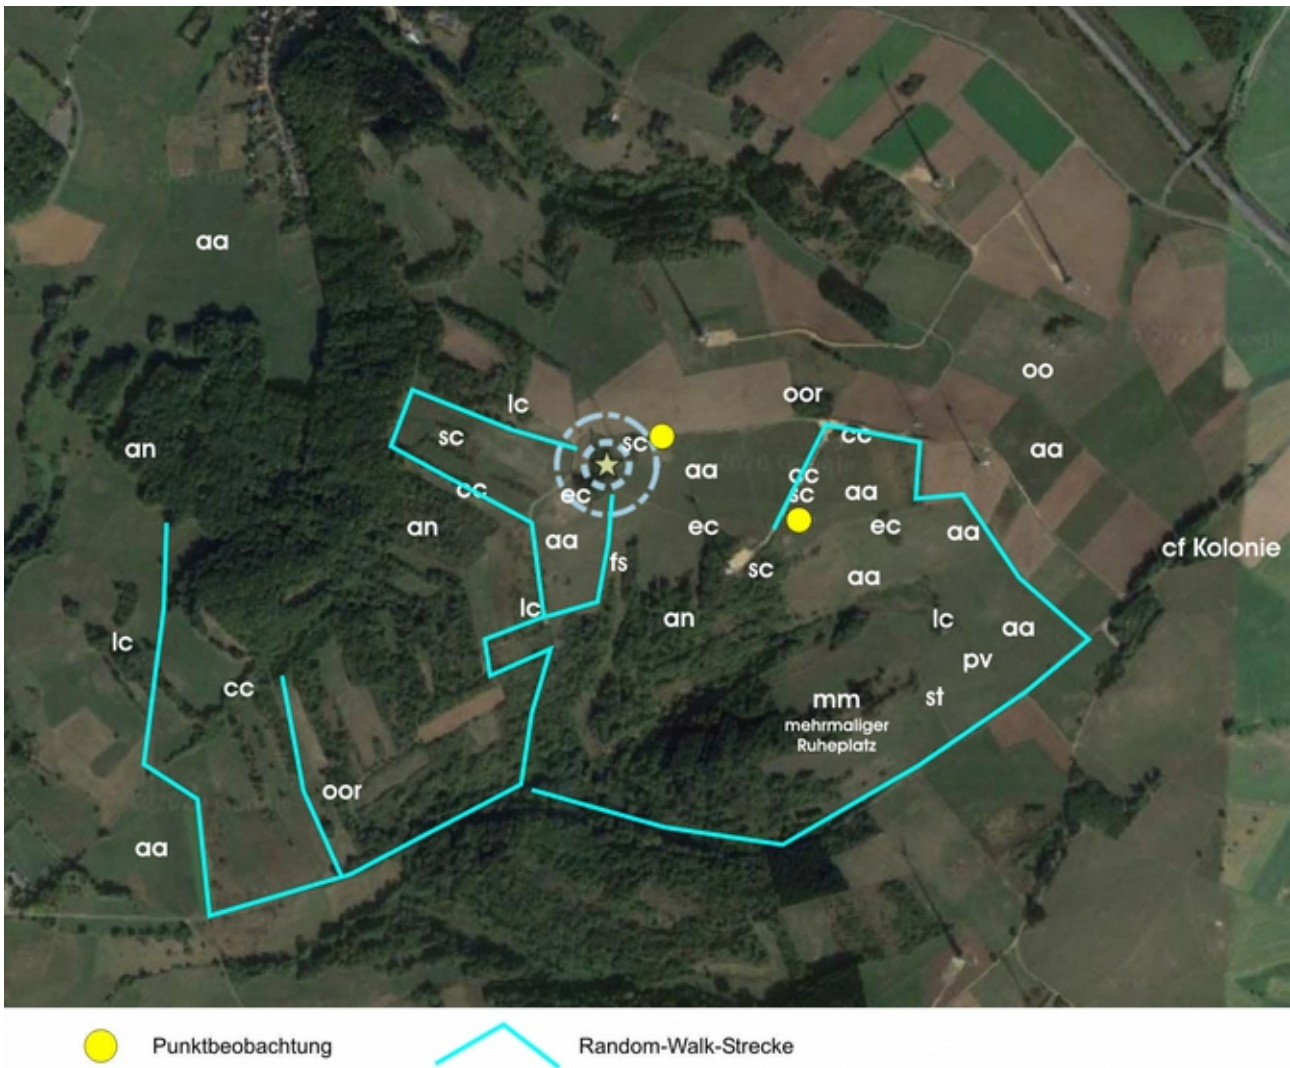 aa
oo
oor
lc
cc
sc
sc
an
aa
aa
cc
cc
sc
aa
ec
an
ec
ec
aa
aa
fs
cf Kolonie
sc
aa
lc
an
lc
aa
lc
pv
cc
st
mm
mehrmaliger
Ruheplatz
oor
aa
Punktbeobachtung
Random-Walk-Strecke